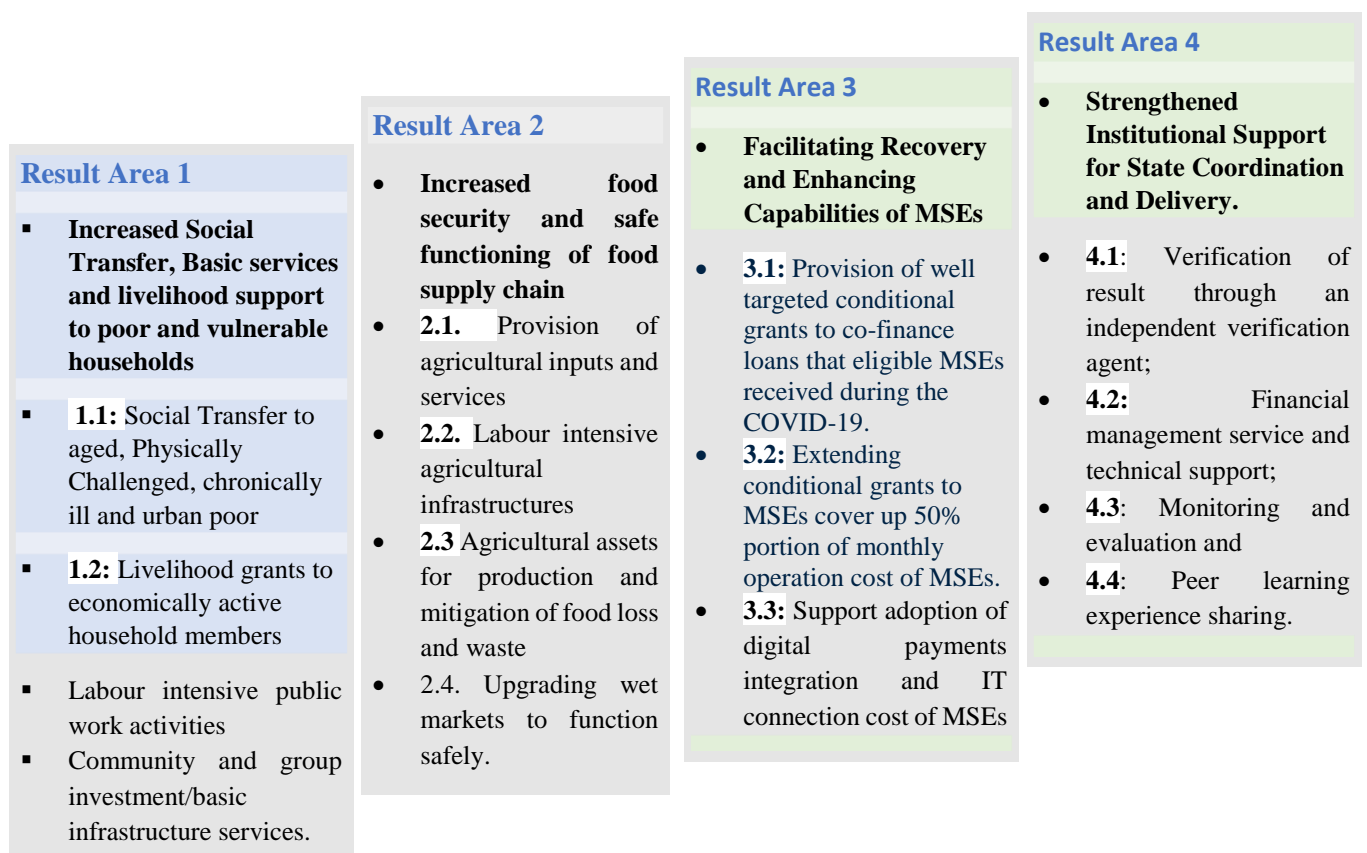 Result Area 1
▪ Increased Social
Transfer, Basic services
and livelihood support
to poor and vulnerable
households
▪ 1.1: Social Transfer to
aged, Physically
Challenged, chronically
ill and urban poor
▪ 1.2: Livelihood grants to
economically active
household members
▪ Labour intensive public
work activities
▪ Community and group
investment/basic
infrastructure services.
Result Area 2
• Increased food
security and safe
functioning of food
supply chain
• 2.1. Provision of
agricultural inputs and
services
• 2.2. Labour intensive
agricultural
infrastructures
• 2.3 Agricultural assets
for production and
mitigation of food loss
and waste
• 2.4. Upgrading wet
markets to function
safely.
Result Area 3
• Facilitating Recovery
and Enhancing
Capabilities of MSEs
• 3.1: Provision of well
targeted conditional
grants to co-finance
loans that eligible MSEs
received during the
COVID-19.
• 3.2: Extending
conditional grants to
MSEs cover up 50%
portion of monthly
operation cost of MSEs.
• 3.3: Support adoption of
digital payments
integration and IT
connection cost of MSEs
Result Area 4
• Strengthened
Institutional Support
for State Coordination
and Delivery.
• 4.1: Verification of
result through an
independent verification
agent;
• 4.2: Financial
management service and
technical support;
• 4.3: Monitoring and
evaluation and
• 4.4: Peer learning
experience sharing.